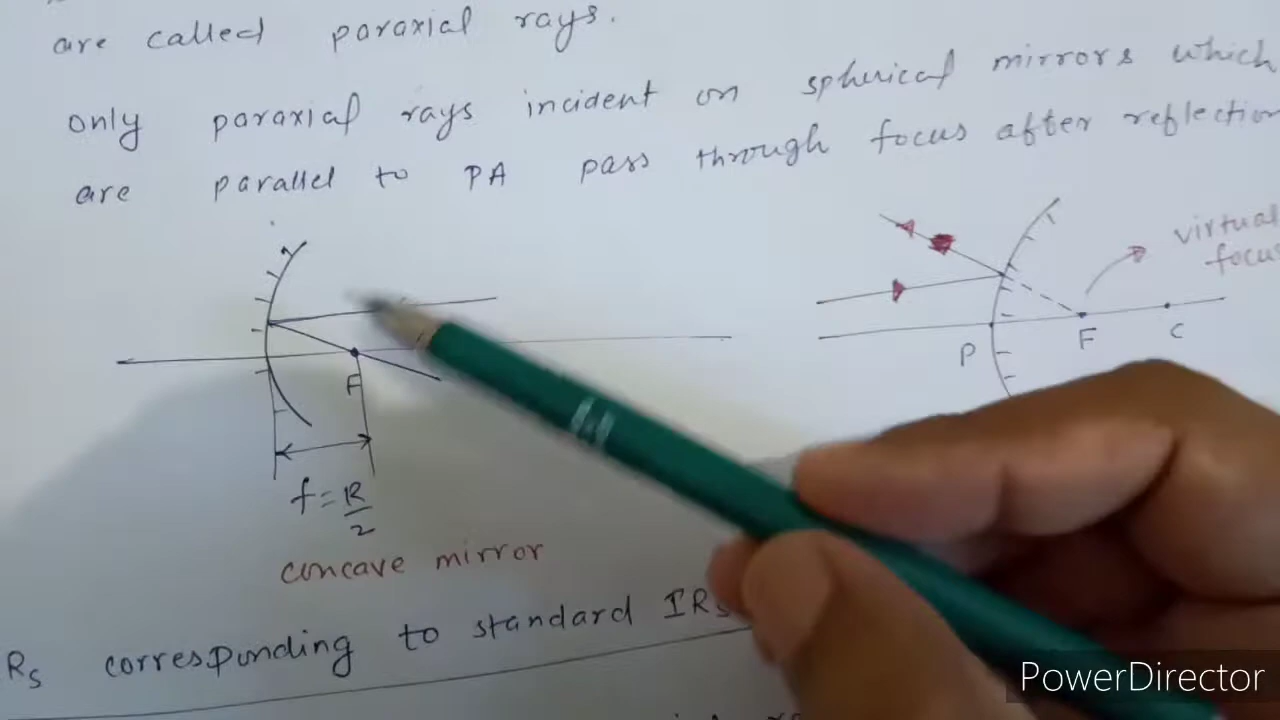 are called paraxial rays.
only paraxial rays incident on spherical mirrors which
are parallel to PA pass through focus after reflection
virtual
focus
P F C
F
f = R/2
concave mirror
Rs corresponding to standard IRs
PowerDirector